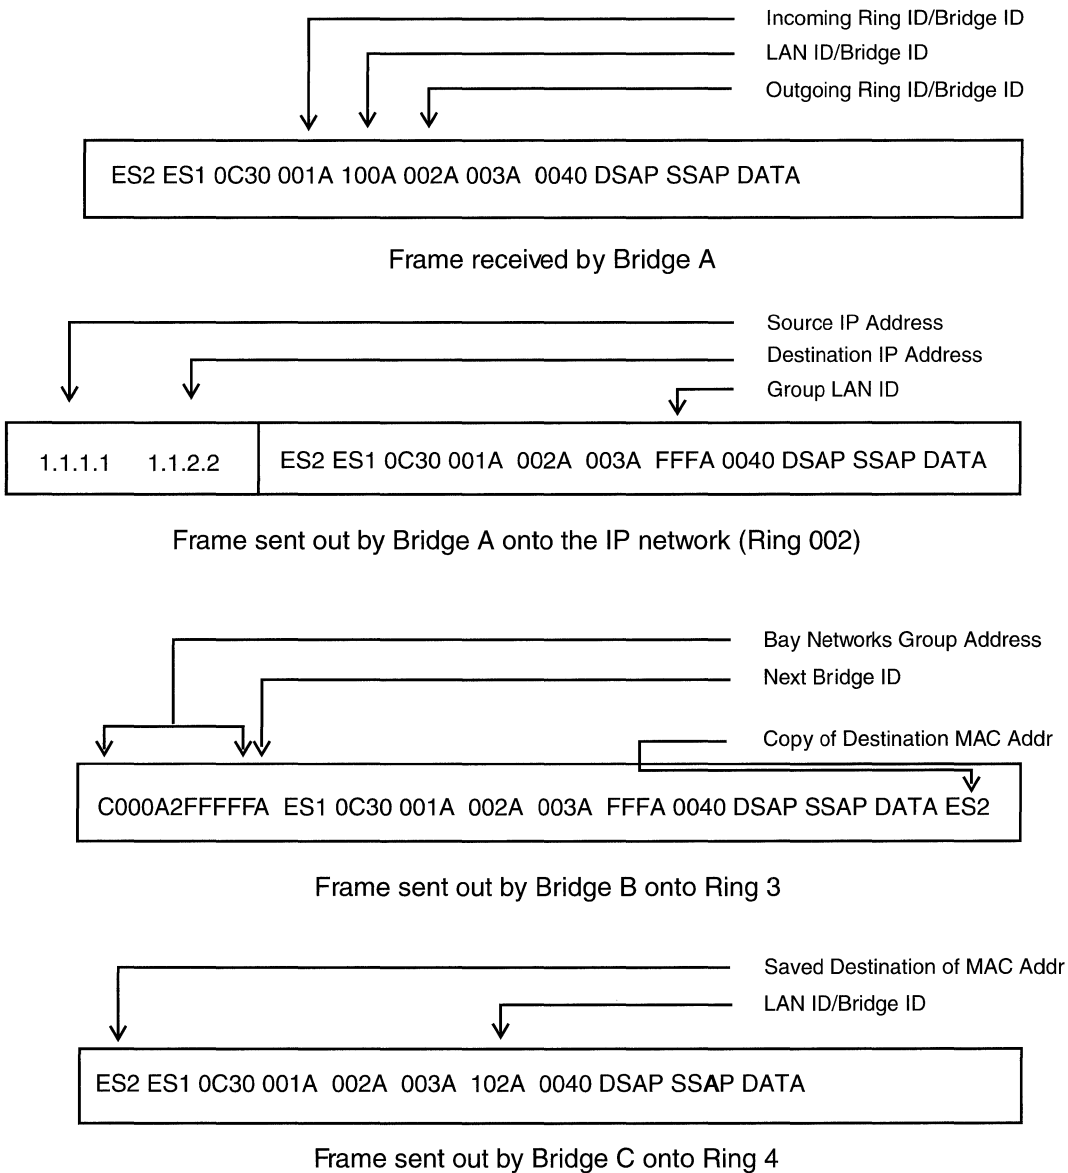 Incoming Ring ID/Bridge ID
LAN ID/Bridge ID
Outgoing Ring ID/Bridge ID
ES2 ES1 0C30 001A 100A 002A 003A 0040 DSAP SSAP DATA
Frame received by Bridge A
Source IP Address
Destination IP Address
Group LAN ID
1.1.1.1 1.1.2.2 ES2 ES1 0C30 001A 002A 003A FFFA 0040 DSAP SSAP DATA
Frame sent out by Bridge A onto the IP network (Ring 002)
Bay Networks Group Address
Next Bridge ID
Copy of Destination MAC Addr
C000A2FFFFFA ES1 0C30 001A 002A 003A FFFA 0040 DSAP SSAP DATA ES2
Frame sent out by Bridge B onto Ring 3
Saved Destination of MAC Addr
LAN ID/Bridge ID
ES2 ES1 0C30 001A 002A 003A 102A 0040 DSAP SSAP DATA
Frame sent out by Bridge C onto Ring 4